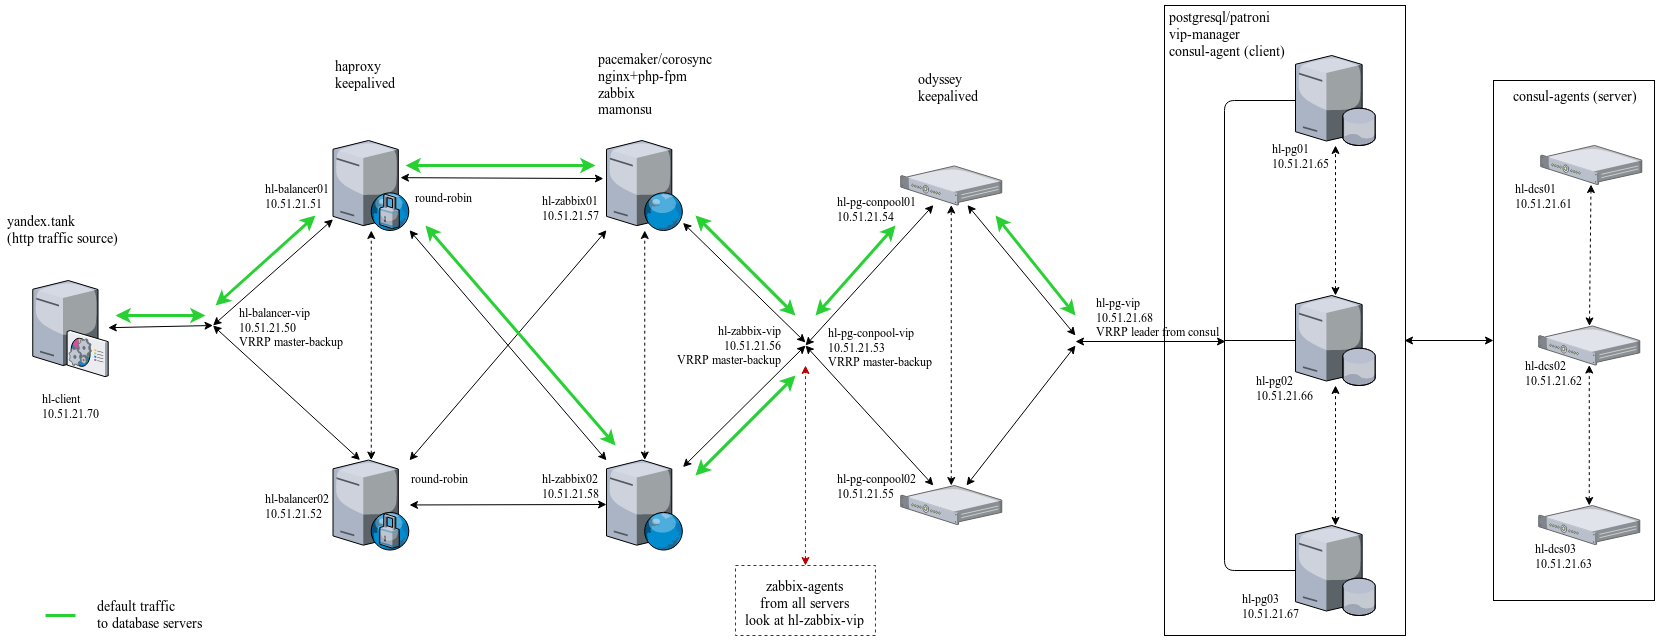 yandex.tank
(http traffic source)
hl-client
10.51.21.70
default traffic
to database servers
haproxy
keepalived
hl-balancer01
10.51.21.51
round-robin
hl-balancer-vip
10.51.21.50
VRRP master-backup
hl-balancer02
10.51.21.52
round-robin
pacemaker/corosync
nginx+php-fpm
zabbix
mamonsu
hl-zabbix01
10.51.21.57
hl-zabbix-vip
10.51.21.56
VRRP master-backup
hl-zabbix02
10.51.21.58
zabbix-agents
from all servers
look at hl-zabbix-vip
odyssey
keepalived
hl-pg-conpool01
10.51.21.54
hl-pg-conpool-vip
10.51.21.53
VRRP master-backup
hl-pg-conpool02
10.51.21.55
hl-pg-vip
10.51.21.68
VRRP leader from consul
postgresql/patroni
vip-manager
consul-agent (client)
hl-pg01
10.51.21.65
hl-pg02
10.51.21.66
hl-pg03
10.51.21.67
consul-agents (server)
hl-dcs01
10.51.21.61
hl-dcs02
10.51.21.62
hl-dcs03
10.51.21.63